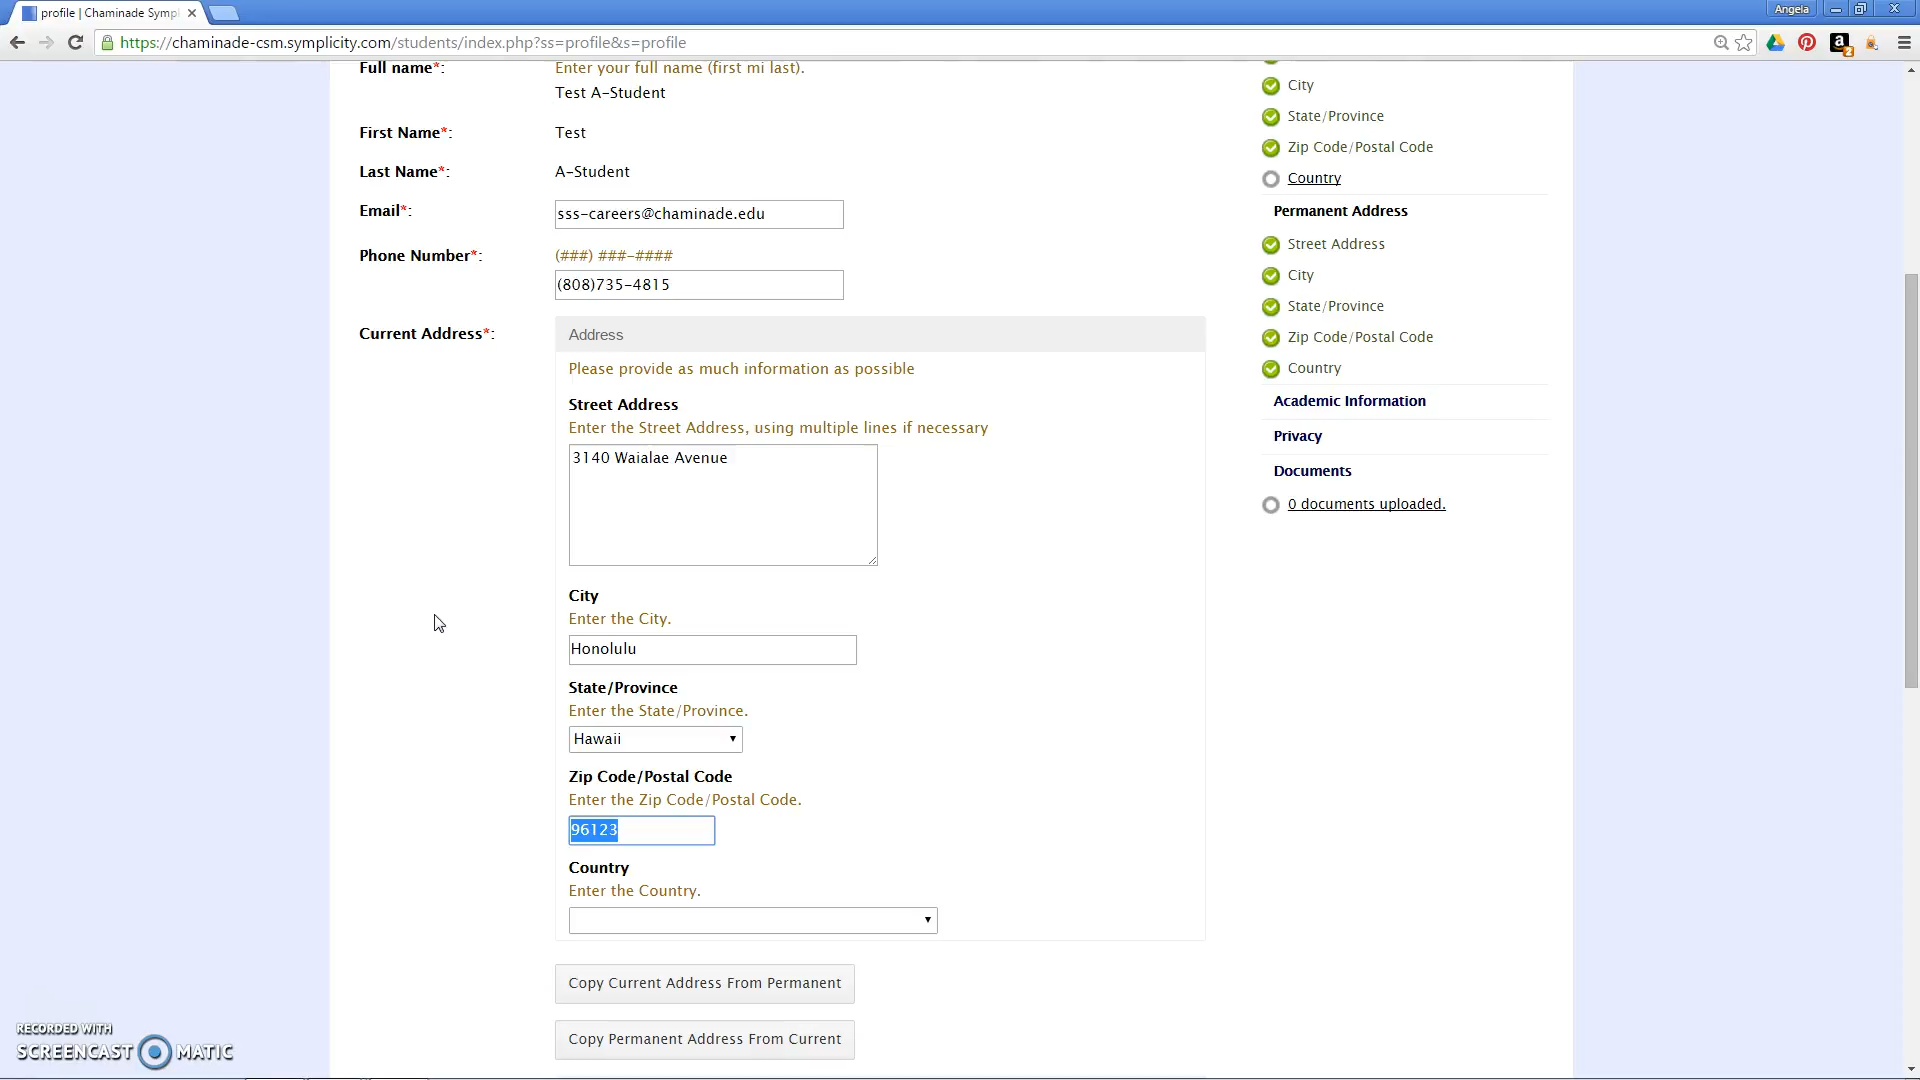 profile | Chaminade Sympl
Angela
https://chaminade-csm.symplicity.com/students/index.php?ss=profile&s=profile
2
Full name*:
Enter your full name (first mi last).
Test A-Student
First Name*:
Test
Last Name*:
A-Student
Email*:
sss-careers@chaminade.edu
Phone Number*:
(###) ###-####
(808)735-4815
Current Address*:
Address
Please provide as much information as possible
Street Address
Enter the Street Address, using multiple lines if necessary
3140 Waialae Avenue
City
Enter the City.
Honolulu
State/Province
Enter the State/Province.
Hawaii
Zip Code/Postal Code
Enter the Zip Code/Postal Code.
96123
Country
Enter the Country.
Copy Current Address From Permanent
Copy Permanent Address From Current
City
State/Province
Zip Code/Postal Code
Country
Permanent Address
Street Address
City
State/Province
Zip Code/Postal Code
Country
Academic Information
Privacy
Documents
0 documents uploaded.
RECORDED WITH
SCREENCAST MATIC